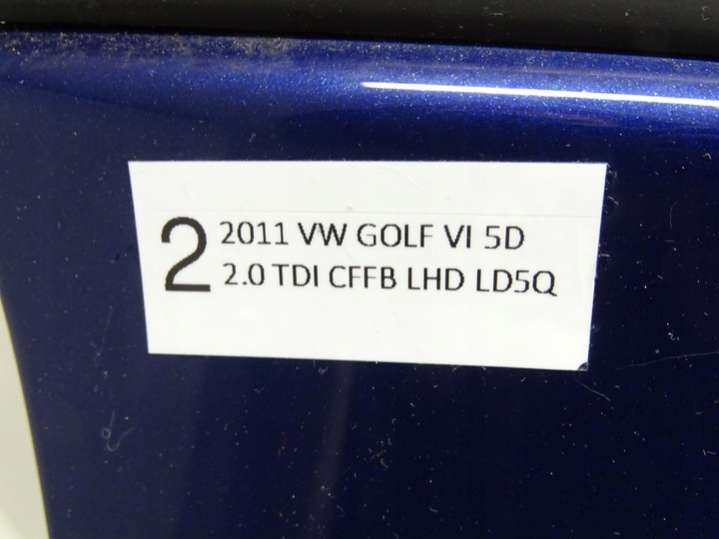 2
2011 VW GOLF VI 5D
2.0 TDI CFFB LHD LD5Q